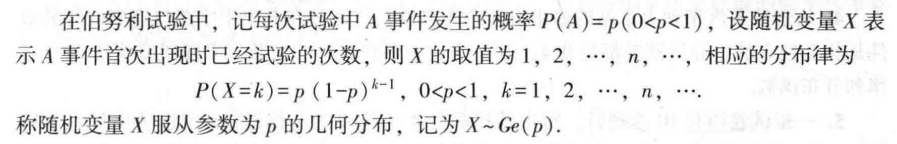 在伯努利试验中，记每次试验中 A 事件发生的概率 P(A)=p(0<p<1)，设随机变量 X 表
示 A 事件首次出现时已经试验的次数，则 X 的取值为 1，2，…，n，…，相应的分布律为
P(X=k)=p (1-p)^{k-1}，0<p<1，k=1，2，…，n，….
称随机变量 X 服从参数为 p 的几何分布，记为 X~Ge(p).